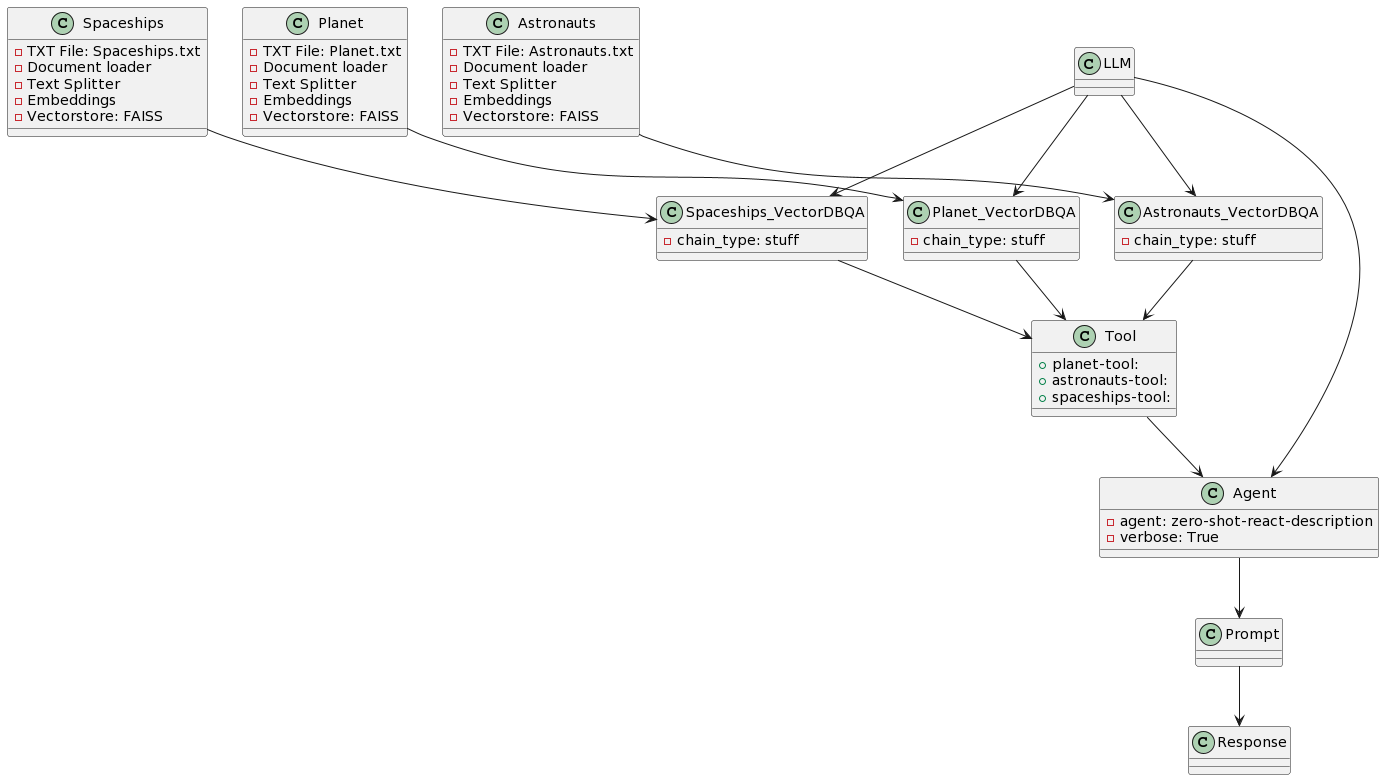 C Spaceships
TXT File: Spaceships.txt
Document loader
Text Splitter
Embeddings
Vectorstore: FAISS
C Planet
TXT File: Planet.txt
Document loader
Text Splitter
Embeddings
Vectorstore: FAISS
C Astronauts
TXT File: Astronauts.txt
Document loader
Text Splitter
Embeddings
Vectorstore: FAISS
C LLM
C Spaceships_VectorDBQA
chain_type: stuff
C Planet_VectorDBQA
chain_type: stuff
C Astronauts_VectorDBQA
chain_type: stuff
C Tool
planet-tool:
astronauts-tool:
spaceships-tool:
C Agent
agent: zero-shot-react-description
verbose: True
C Prompt
C Response